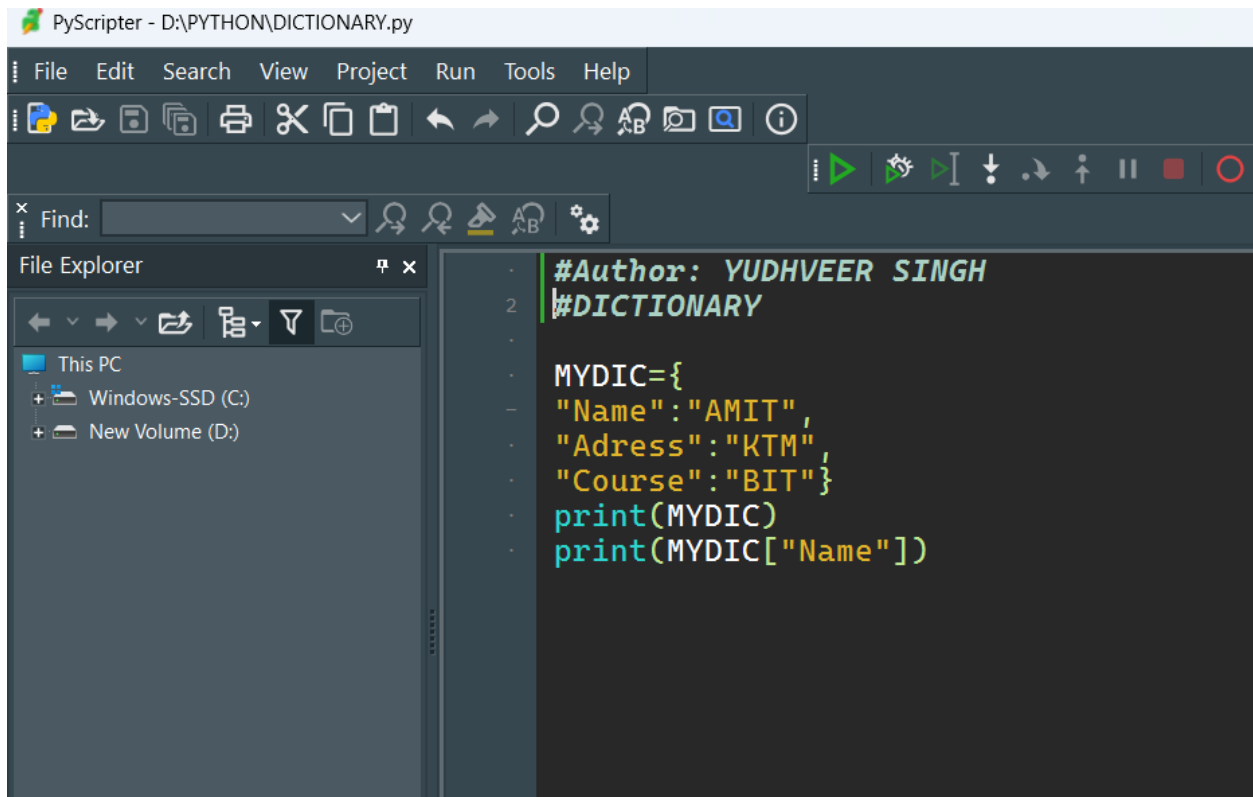 PyScripter - D:\PYTHON\DICTIONARY.py
File Edit Search View Project Run Tools Help
Find:
File Explorer
This PC
Windows-SSD (C:)
New Volume (D:)
#Author: YUDHVEER SINGH
2 #DICTIONARY
MYDIC={
"Name":"AMIT",
"Adress":"KTM",
"Course":"BIT"}
print(MYDIC)
print(MYDIC["Name"])